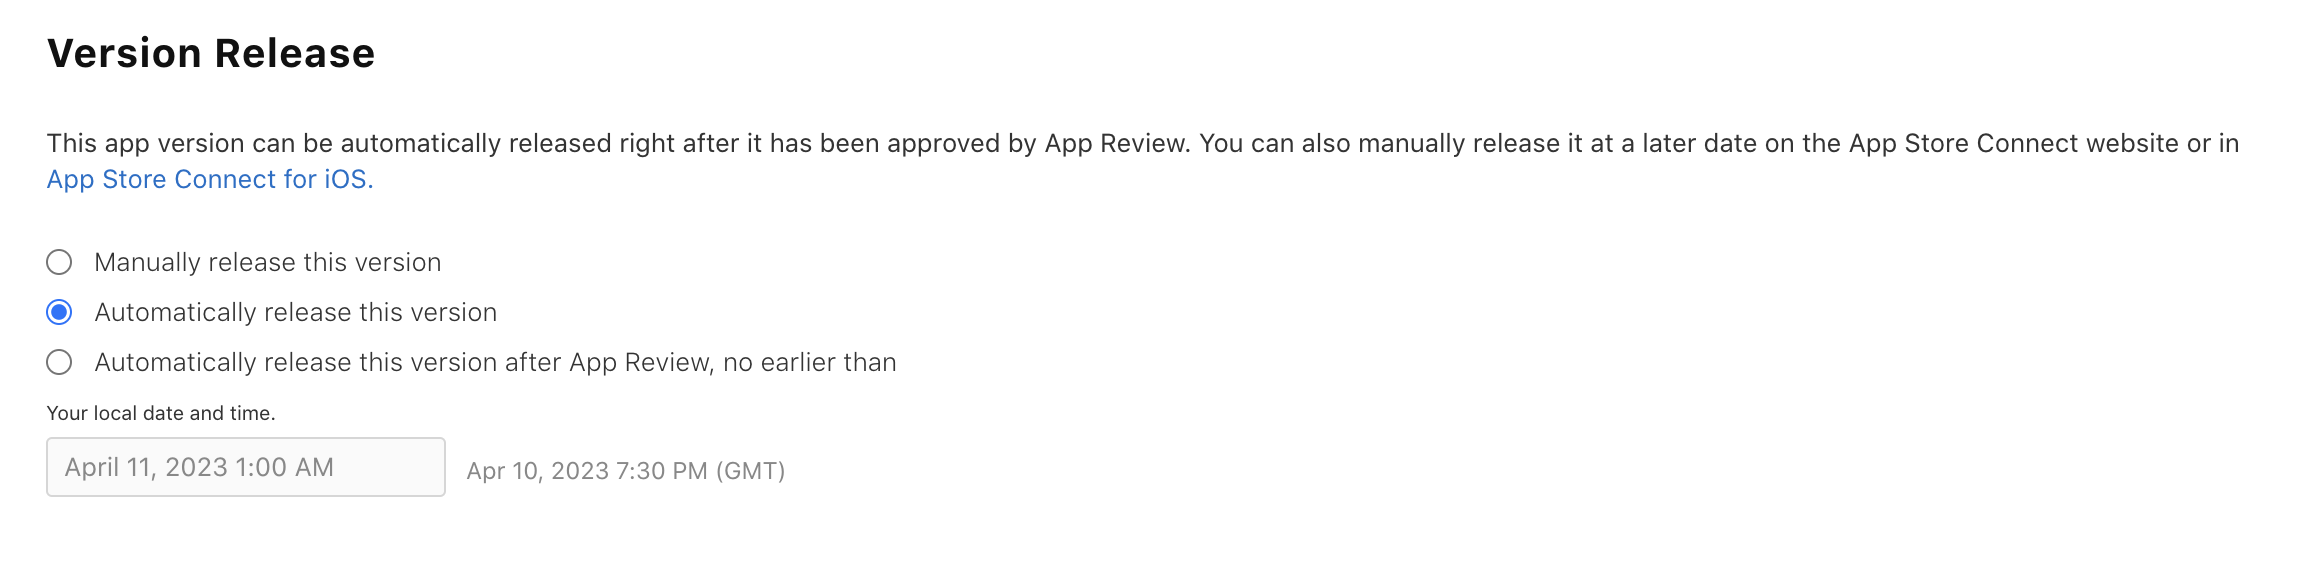 Version Release
This app version can be automatically released right after it has been approved by App Review. You can also manually release it at a later date on the App Store Connect website or in
App Store Connect for iOS.
Manually release this version
Automatically release this version
Automatically release this version after App Review, no earlier than
Your local date and time.
April 11, 2023 1:00 AM
Apr 10, 2023 7:30 PM (GMT)